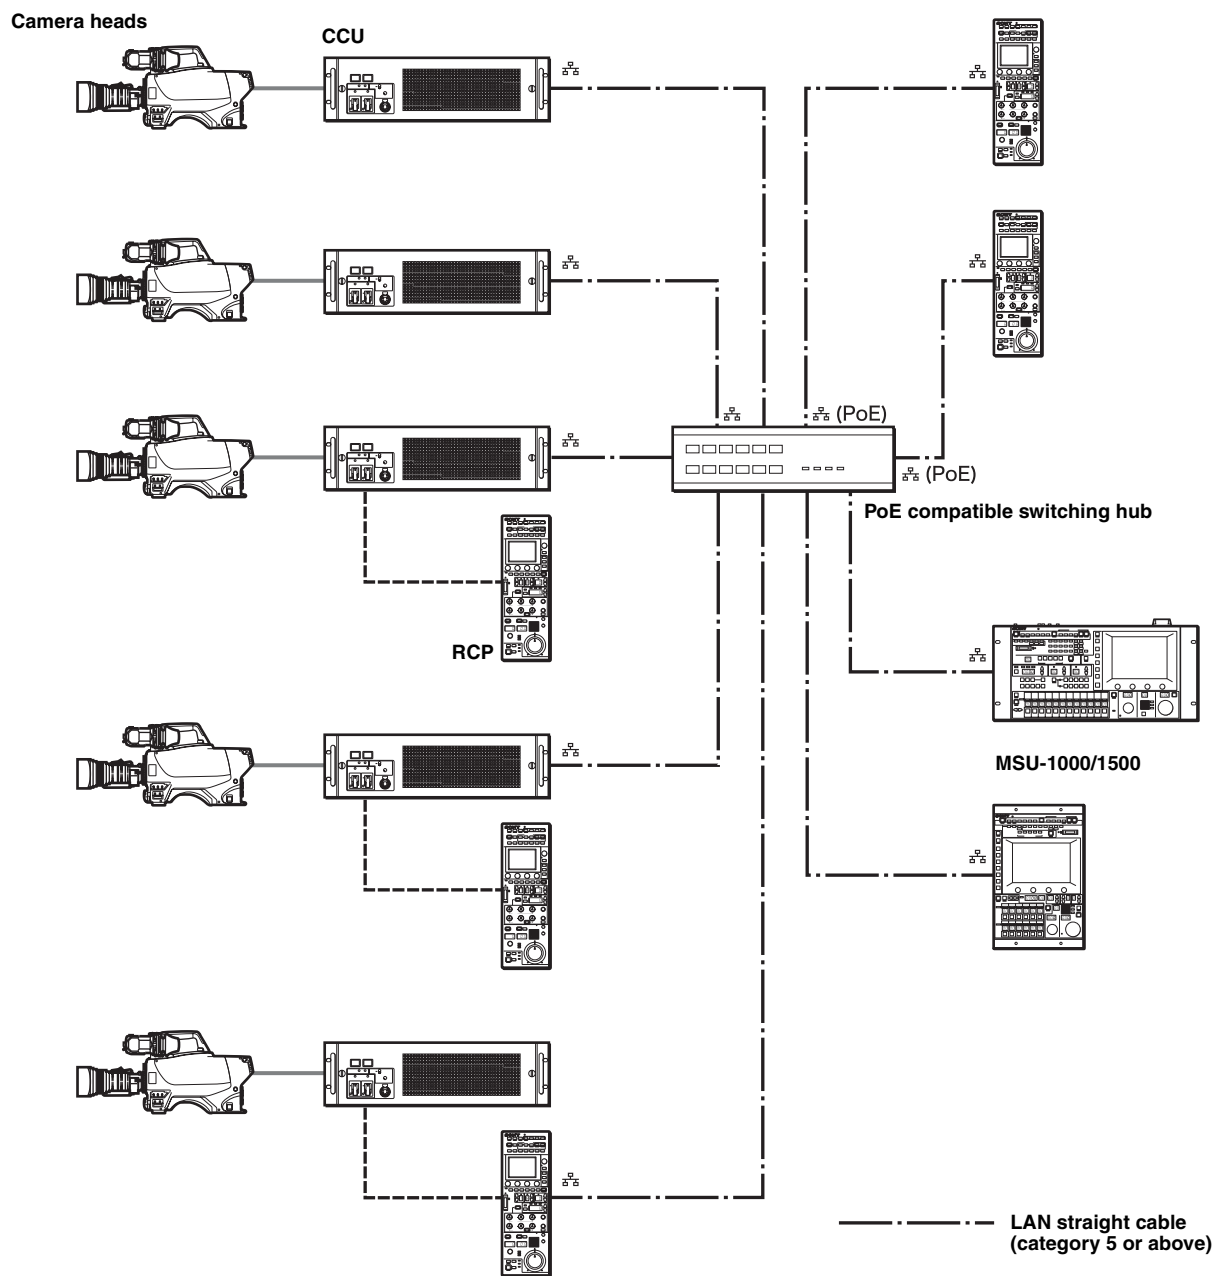 Camera heads
CCU
(PoE)
(PoE)
PoE compatible switching hub
RCP
MSU-1000/1500
LAN straight cable
(category 5 or above)